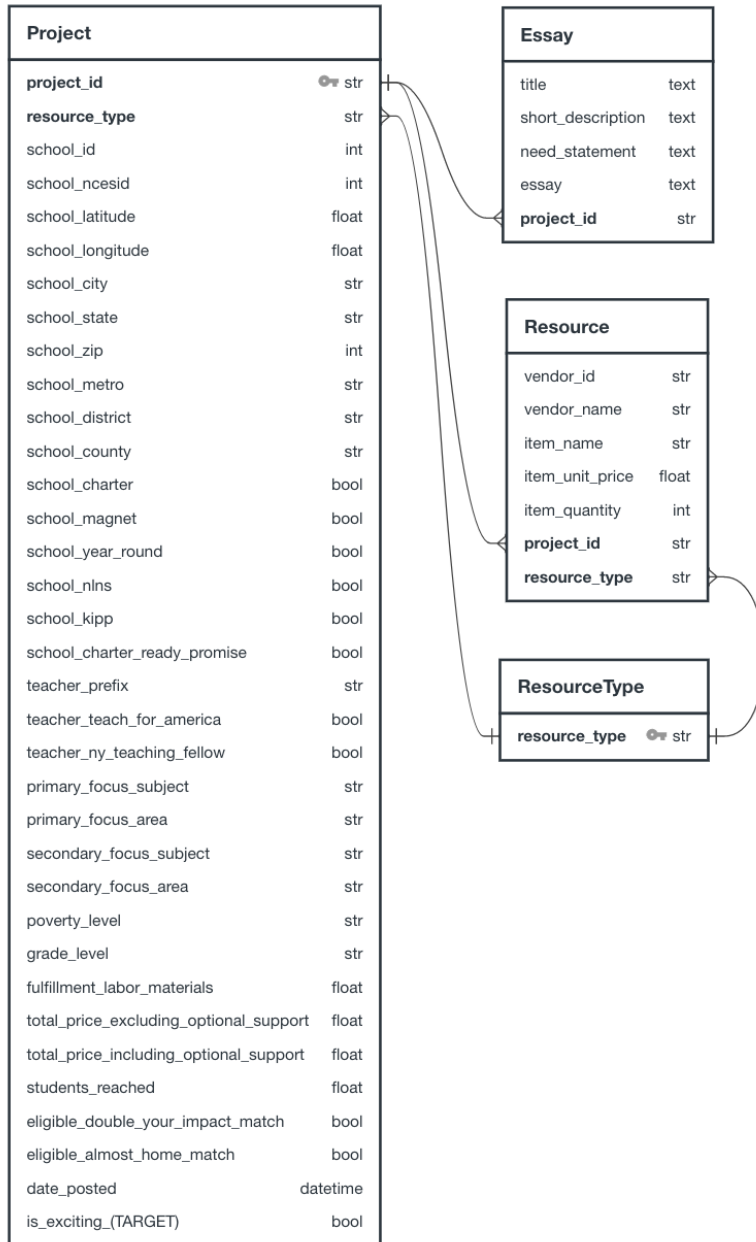 Project
project_id str
resource_type str
school_id int
school_ncesid int
school_latitude float
school_longitude float
school_city str
school_state str
school_zip int
school_metro str
school_district str
school_county str
school_charter bool
school_magnet bool
school_year_round bool
school_nlns bool
school_kipp bool
school_charter_ready_promise bool
teacher_prefix str
teacher_teach_for_america bool
teacher_ny_teaching_fellow bool
primary_focus_subject str
primary_focus_area str
secondary_focus_subject str
secondary_focus_area str
poverty_level str
grade_level str
fulfillment_labor_materials float
total_price_excluding_optional_support float
total_price_including_optional_support float
students_reached float
eligible_double_your_impact_match bool
eligible_almost_home_match bool
date_posted datetime
is_exciting_(TARGET) bool
Essay
title text
short_description text
need_statement text
essay text
project_id str
Resource
vendor_id str
vendor_name str
item_name str
item_unit_price float
item_quantity int
project_id str
resource_type str
ResourceType
resource_type str